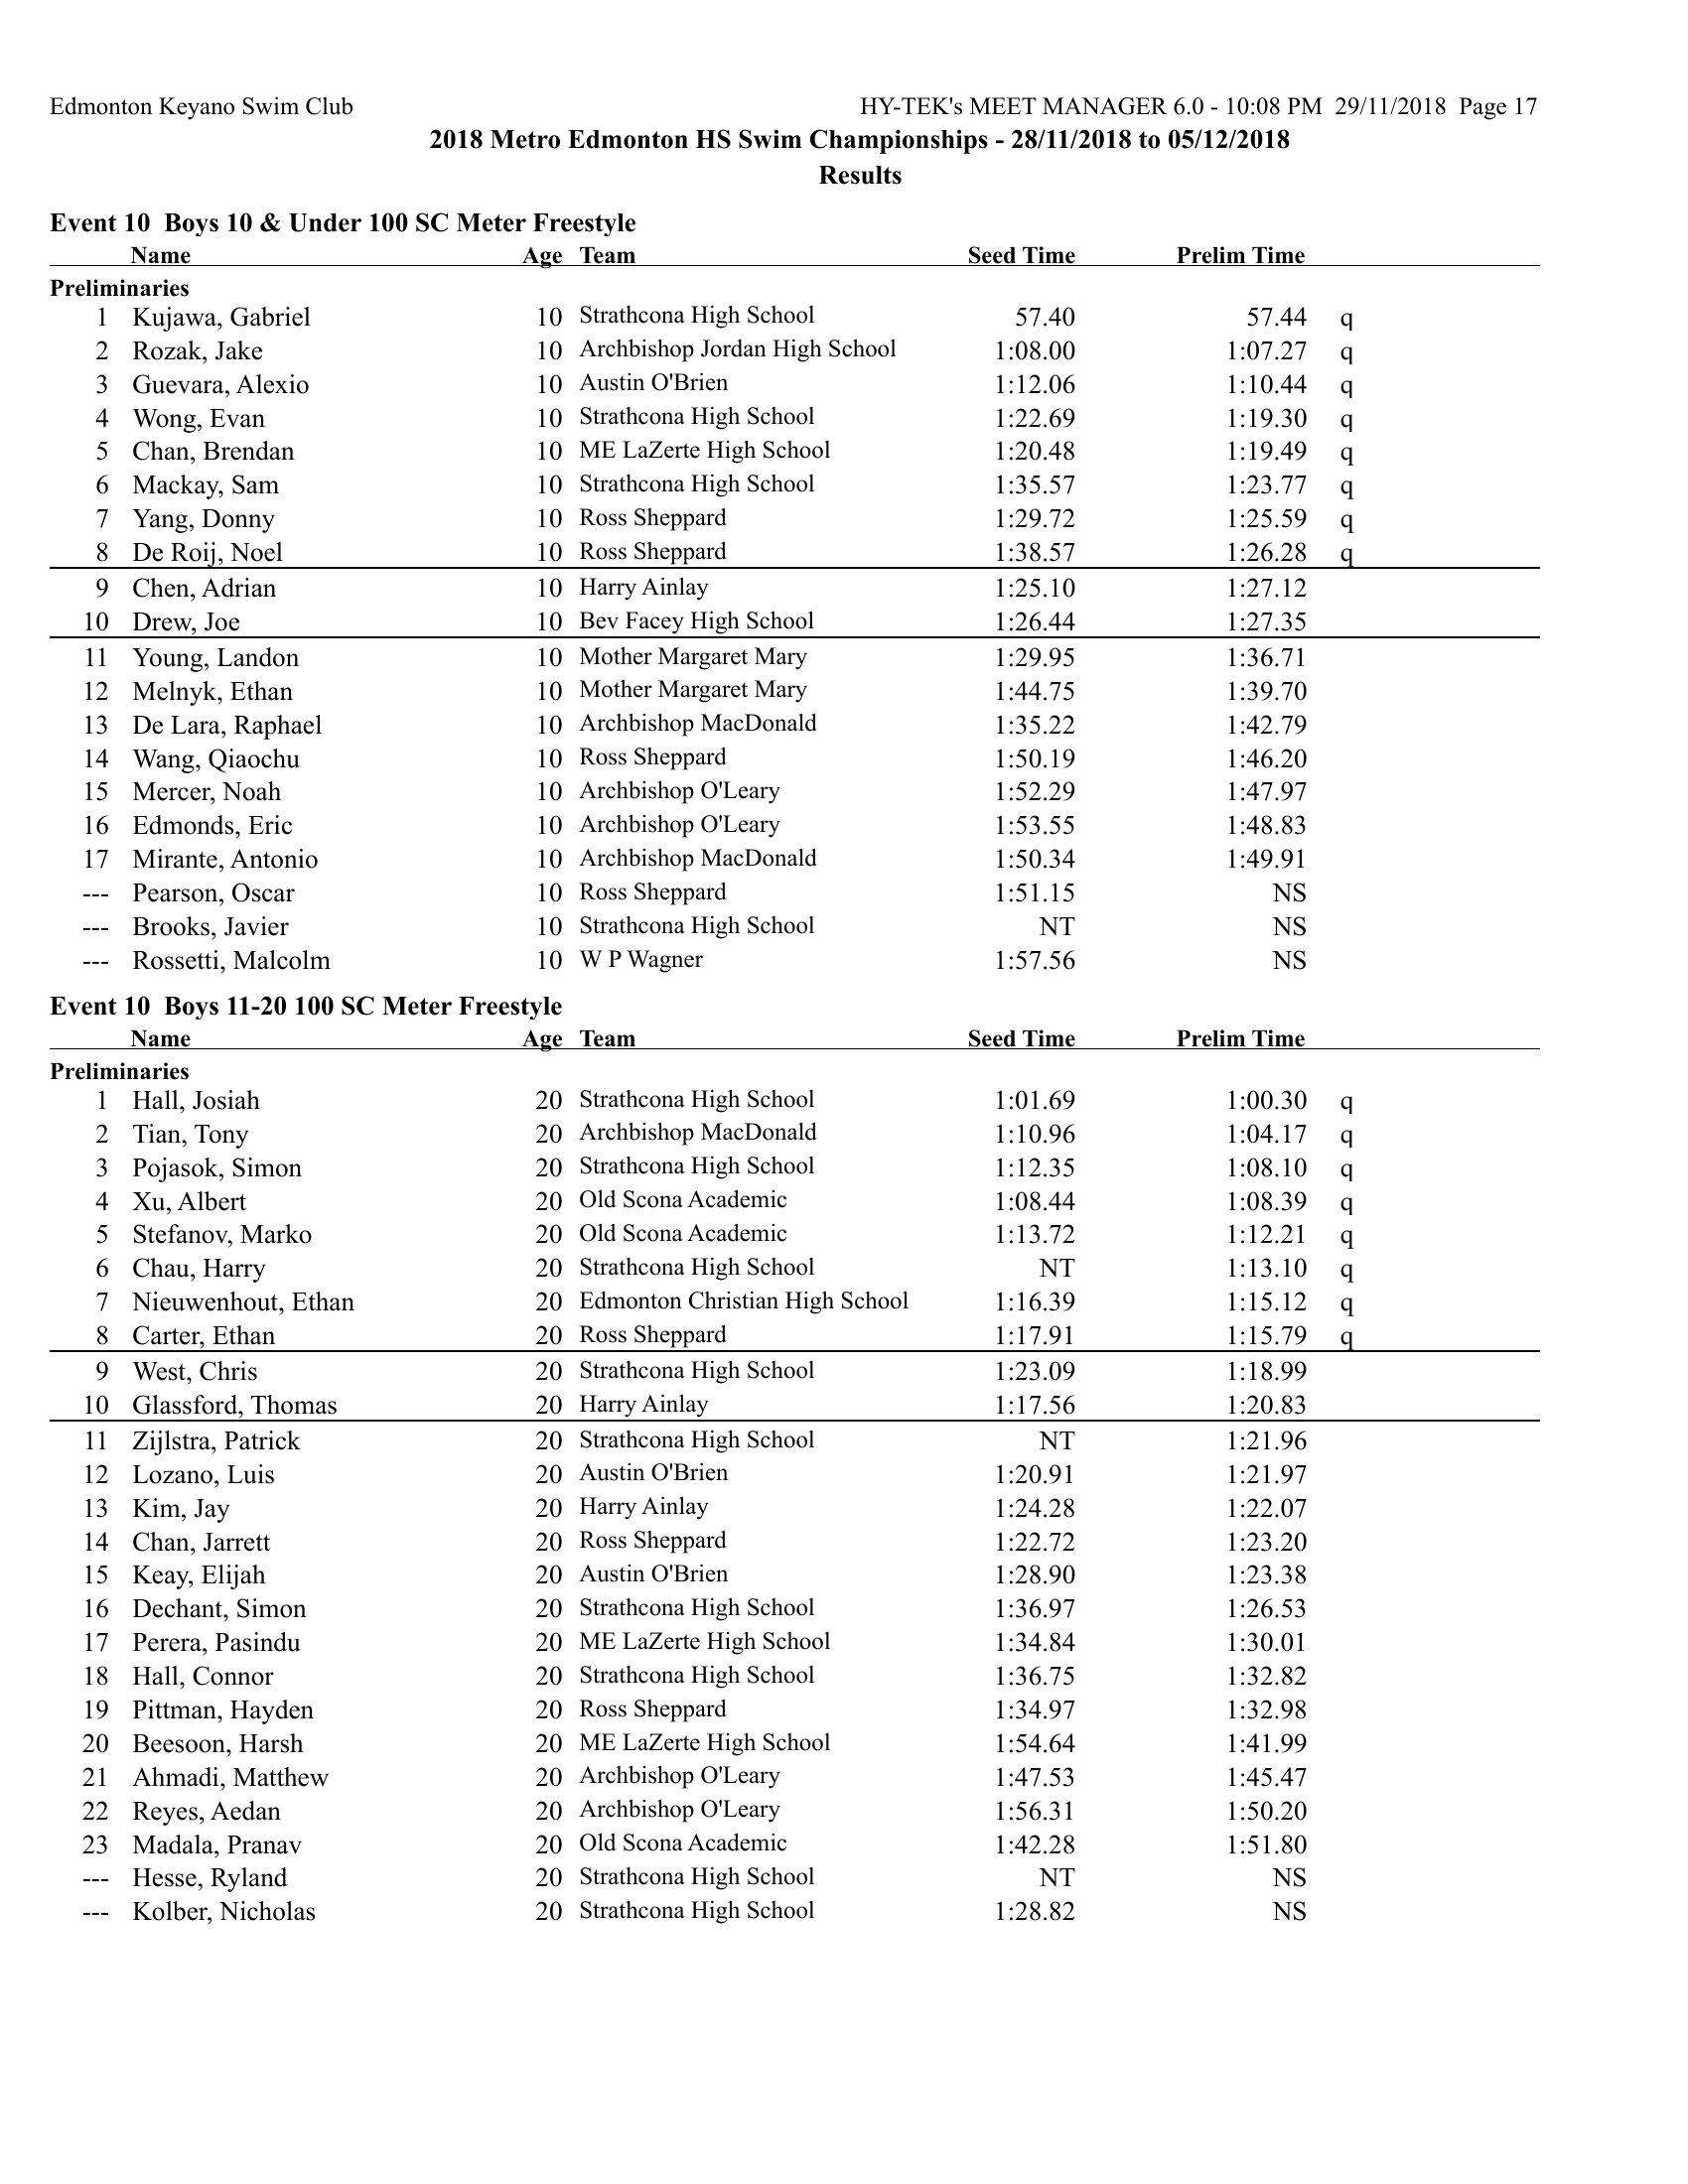 Edmonton Keyano Swim Club HY-TEK's MEET MANAGER 6.0 - 10:08 PM 29/11/2018 Page 17
2018 Metro Edmonton HS Swim Championships - 28/11/2018 to 05/12/2018
Results
Event 10 Boys 10 & Under 100 SC Meter Freestyle
Name Age Team Seed Time Prelim Time
Preliminaries
1 Kujawa, Gabriel 10 Strathcona High School 57.40 57.44 q
2 Rozak, Jake 10 Archbishop Jordan High School 1:08.00 1:07.27 q
3 Guevara, Alexio 10 Austin O'Brien 1:12.06 1:10.44 q
4 Wong, Evan 10 Strathcona High School 1:22.69 1:19.30 q
5 Chan, Brendan 10 ME LaZerte High School 1:20.48 1:19.49 q
6 Mackay, Sam 10 Strathcona High School 1:35.57 1:23.77 q
7 Yang, Donny 10 Ross Sheppard 1:29.72 1:25.59 q
8 De Roij, Noel 10 Ross Sheppard 1:38.57 1:26.28 q
9 Chen, Adrian 10 Harry Ainlay 1:25.10 1:27.12
10 Drew, Joe 10 Bev Facey High School 1:26.44 1:27.35
11 Young, Landon 10 Mother Margaret Mary 1:29.95 1:36.71
12 Melnyk, Ethan 10 Mother Margaret Mary 1:44.75 1:39.70
13 De Lara, Raphael 10 Archbishop MacDonald 1:35.22 1:42.79
14 Wang, Qiaochu 10 Ross Sheppard 1:50.19 1:46.20
15 Mercer, Noah 10 Archbishop O'Leary 1:52.29 1:47.97
16 Edmonds, Eric 10 Archbishop O'Leary 1:53.55 1:48.83
17 Mirante, Antonio 10 Archbishop MacDonald 1:50.34 1:49.91
--- Pearson, Oscar 10 Ross Sheppard 1:51.15 NS
--- Brooks, Javier 10 Strathcona High School NT NS
--- Rossetti, Malcolm 10 W P Wagner 1:57.56 NS
Event 10 Boys 11-20 100 SC Meter Freestyle
Name Age Team Seed Time Prelim Time
Preliminaries
1 Hall, Josiah 20 Strathcona High School 1:01.69 1:00.30 q
2 Tian, Tony 20 Archbishop MacDonald 1:10.96 1:04.17 q
3 Pojasok, Simon 20 Strathcona High School 1:12.35 1:08.10 q
4 Xu, Albert 20 Old Scona Academic 1:08.44 1:08.39 q
5 Stefanov, Marko 20 Old Scona Academic 1:13.72 1:12.21 q
6 Chau, Harry 20 Strathcona High School NT 1:13.10 q
7 Nieuwenhout, Ethan 20 Edmonton Christian High School 1:16.39 1:15.12 q
8 Carter, Ethan 20 Ross Sheppard 1:17.91 1:15.79 q
9 West, Chris 20 Strathcona High School 1:23.09 1:18.99
10 Glassford, Thomas 20 Harry Ainlay 1:17.56 1:20.83
11 Zijlstra, Patrick 20 Strathcona High School NT 1:21.96
12 Lozano, Luis 20 Austin O'Brien 1:20.91 1:21.97
13 Kim, Jay 20 Harry Ainlay 1:24.28 1:22.07
14 Chan, Jarrett 20 Ross Sheppard 1:22.72 1:23.20
15 Keay, Elijah 20 Austin O'Brien 1:28.90 1:23.38
16 Dechant, Simon 20 Strathcona High School 1:36.97 1:26.53
17 Perera, Pasindu 20 ME LaZerte High School 1:34.84 1:30.01
18 Hall, Connor 20 Strathcona High School 1:36.75 1:32.82
19 Pittman, Hayden 20 Ross Sheppard 1:34.97 1:32.98
20 Beesoon, Harsh 20 ME LaZerte High School 1:54.64 1:41.99
21 Ahmadi, Matthew 20 Archbishop O'Leary 1:47.53 1:45.47
22 Reyes, Aedan 20 Archbishop O'Leary 1:56.31 1:50.20
23 Madala, Pranav 20 Old Scona Academic 1:42.28 1:51.80
--- Hesse, Ryland 20 Strathcona High School NT NS
--- Kolber, Nicholas 20 Strathcona High School 1:28.82 NS